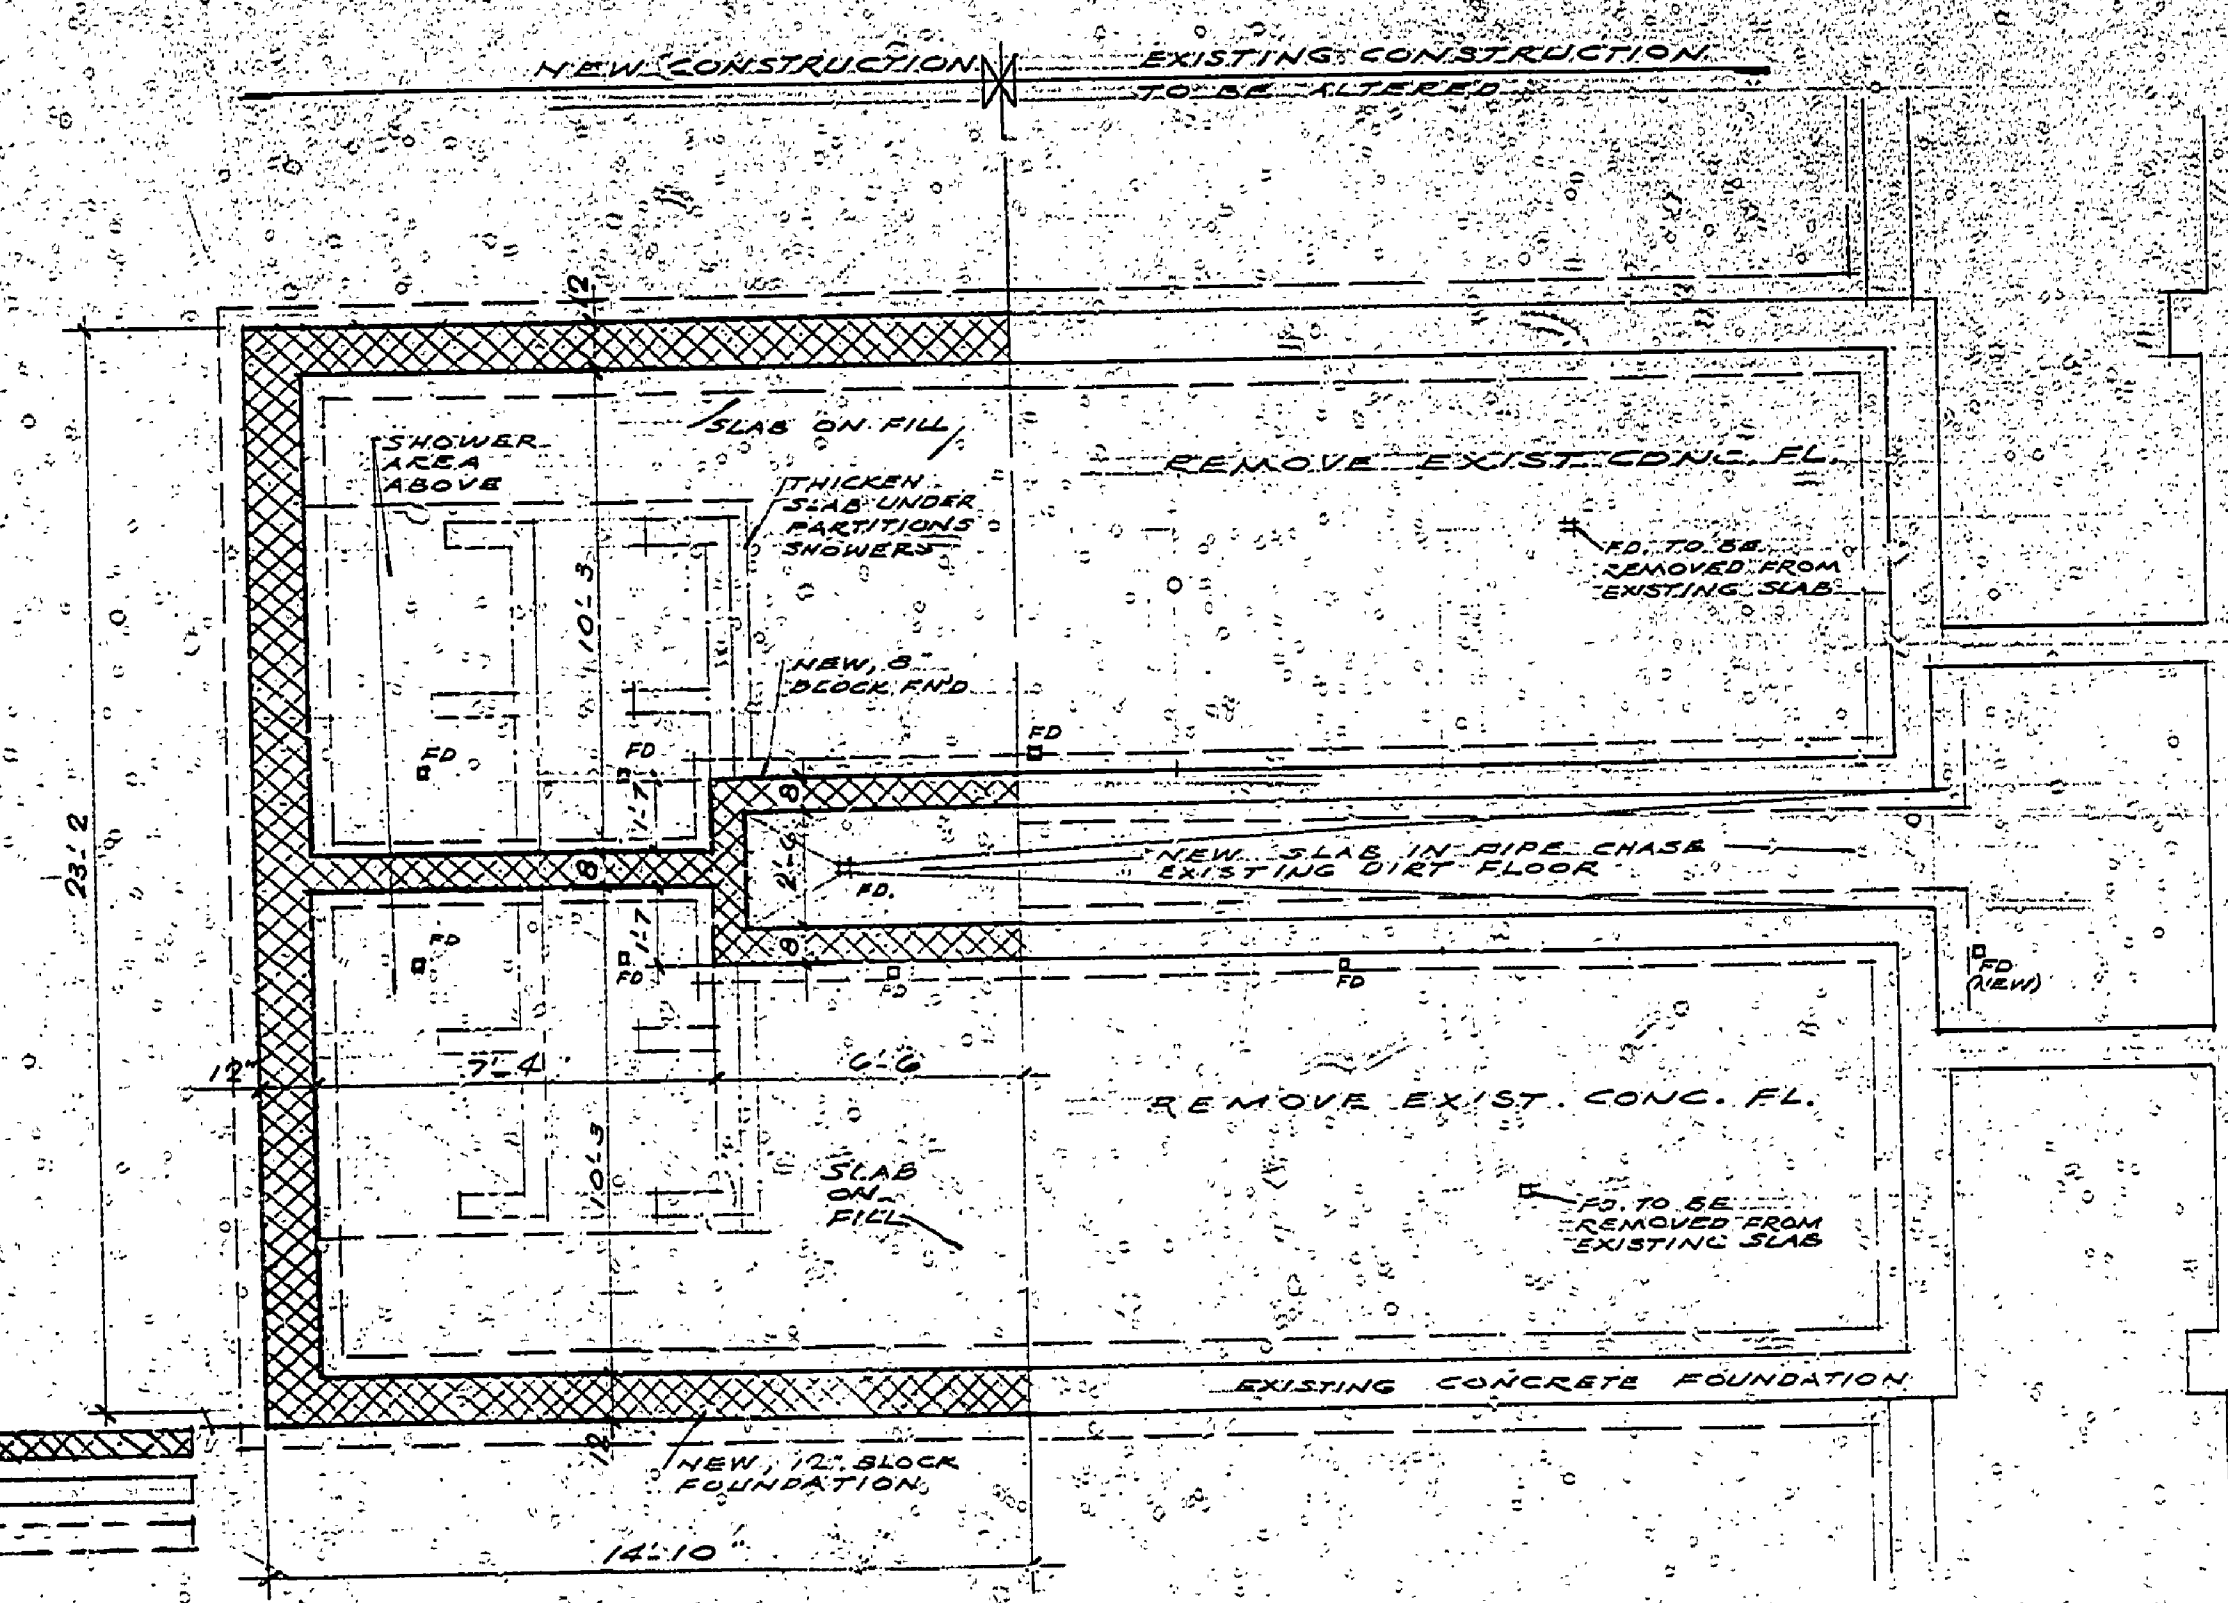 NEW CONSTRUCTION
EXISTING CONSTRUCTION
TO BE ALTERED
12
SLAB ON FILL
SHOWER
AREA
ABOVE
REMOVE EXIST. CONC. FL.
THICKEN
SLAB UNDER
PARTITIONS
SHOWERS
FD. TO BE
REMOVED FROM
EXISTING SLAB
10'-3
NEW, 8"
BLOCK FN'D
FD
FD
FD
8
1'-7
23'-2
2'-6
NEW SLAB IN PIPE CHASE
EXISTING DIRT FLOOR
8
FD.
1'-7
8
FD
FD
FD
FD
FD
(NEW)
12"
7'-4
6'-6
REMOVE EXIST. CONC. FL.
10'-3
SLAB
ON
FILL
FD. TO BE
REMOVED FROM
EXISTING SLAB
EXISTING CONCRETE FOUNDATION
12
NEW, 12" BLOCK
FOUNDATION
14'-10"